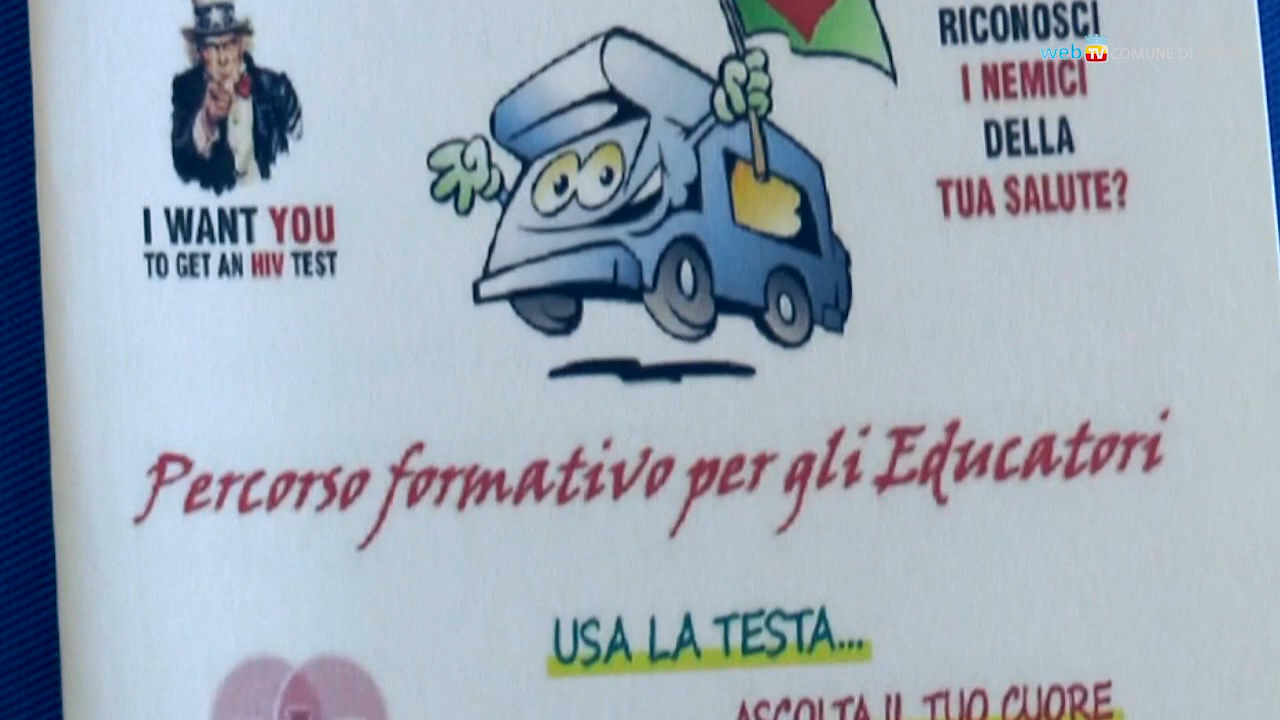 RICONOSCI
I NEMICI
DELLA
TUA SALUTE?
web TV COMUNE DI
I WANT YOU
TO GET AN HIV TEST
Percorso formativo per gli Educatori
USA LA TESTA...
ASCOLTA IL TUO CUORE